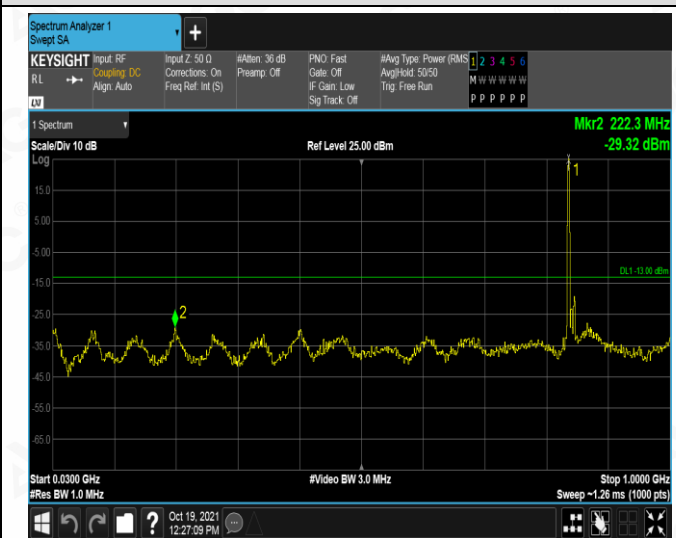 Spectrum Analyzer 1
Swept SA
+
KEYSIGHT Input: RF Input Z: 50 Ω #Atten: 36 dB PNO: Fast #Avg Type: Power (RMS 1 2 3 4 5 6
RL Coupling: DC Corrections: On Preamp: Off Gate: Off Avg|Hold: 50/50 M W W W W W
Align: Auto Freq Ref: Int (S) IF Gain: Low Trig: Free Run
LXI Sig Track: Off P P P P P P
1 Spectrum Mkr2 222.3 MHz
Scale/Div 10 dB Ref Level 25.00 dBm -29.32 dBm
Log
1
15.0
5.00
-5.00
DL1 -13.00 dBm
-15.0
2
-25.0
-35.0
-45.0
-55.0
-65.0
Start 0.0300 GHz #Video BW 3.0 MHz Stop 1.0000 GHz
#Res BW 1.0 MHz Sweep ~1.26 ms (1000 pts)
? Oct 19, 2021
12:27:09 PM